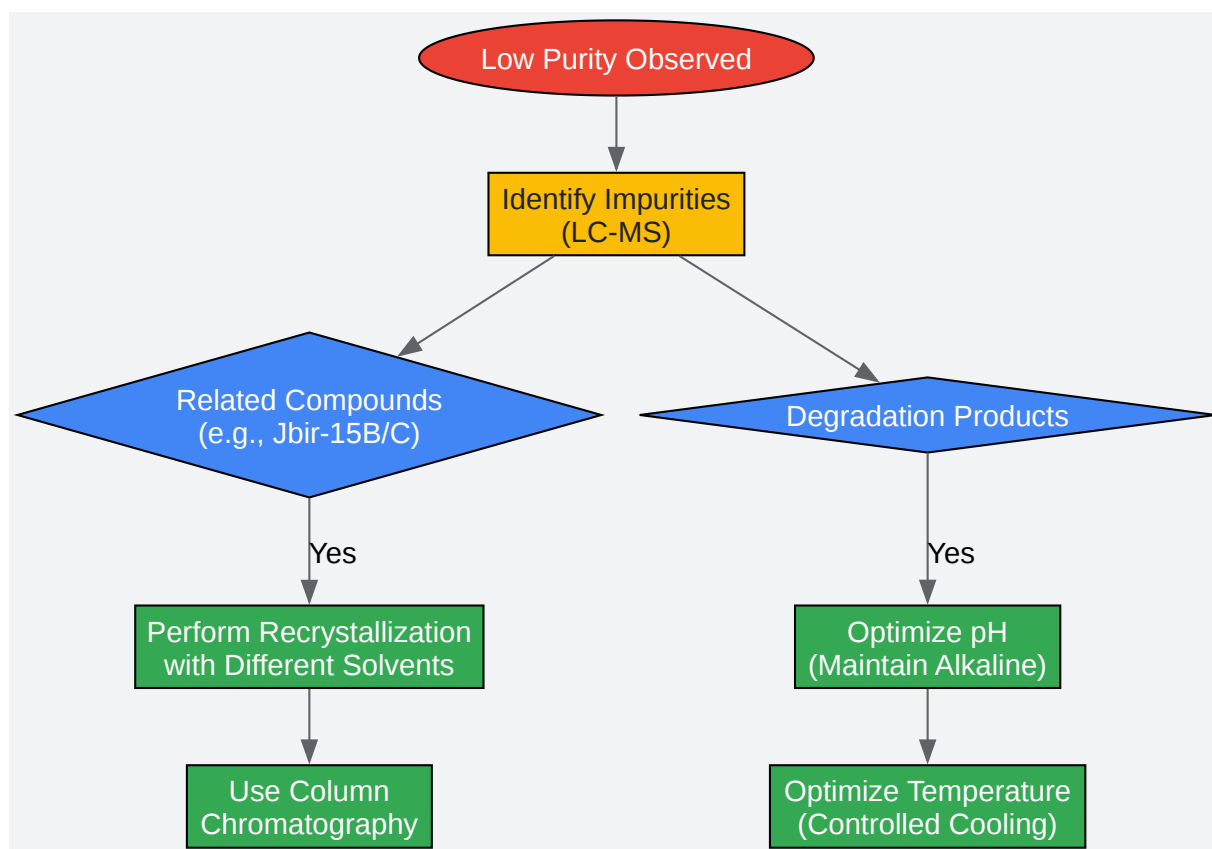 Low Purity Observed
Identify Impurities
(LC-MS)
Related Compounds
(e.g., Jbir-15B/C)
Degradation Products
Yes
Yes
Perform Recrystallization
with Different Solvents
Optimize pH
(Maintain Alkaline)
Use Column
Chromatography
Optimize Temperature
(Controlled Cooling)